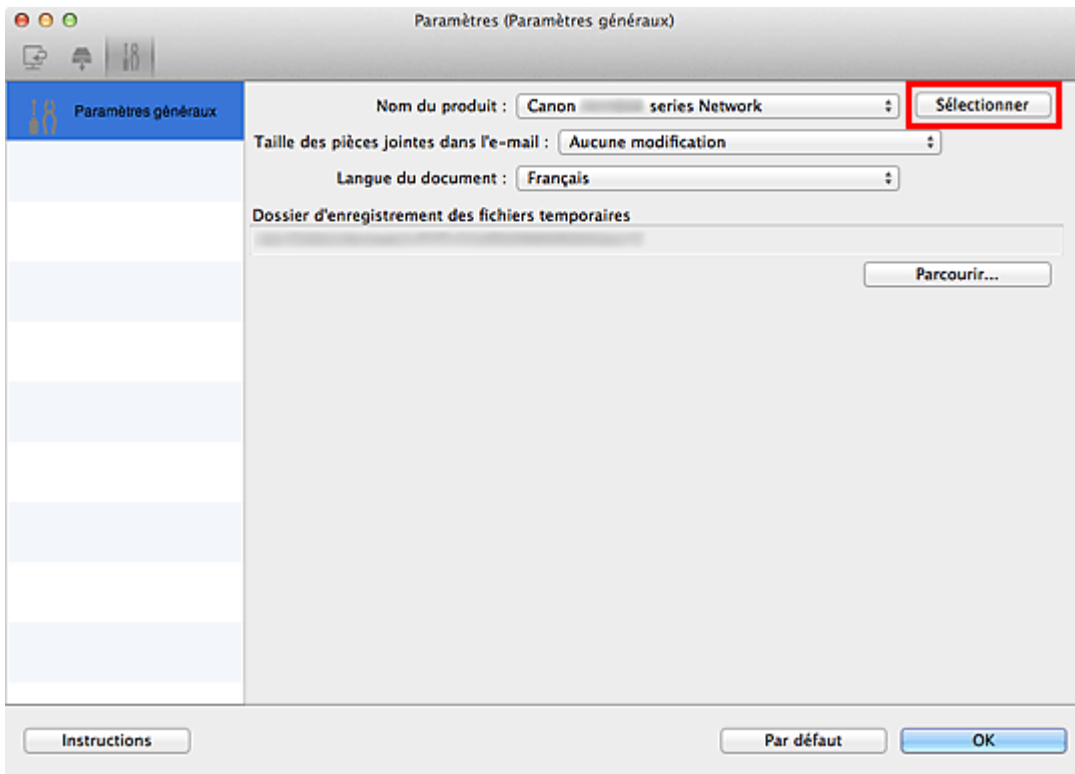 Paramètres (Paramètres généraux)
Paramètres généraux
Nom du produit : Canon series Network Sélectionner
Taille des pièces jointes dans l'e-mail : Aucune modification
Langue du document : Français
Dossier d'enregistrement des fichiers temporaires
Parcourir...
Instructions Par défaut OK